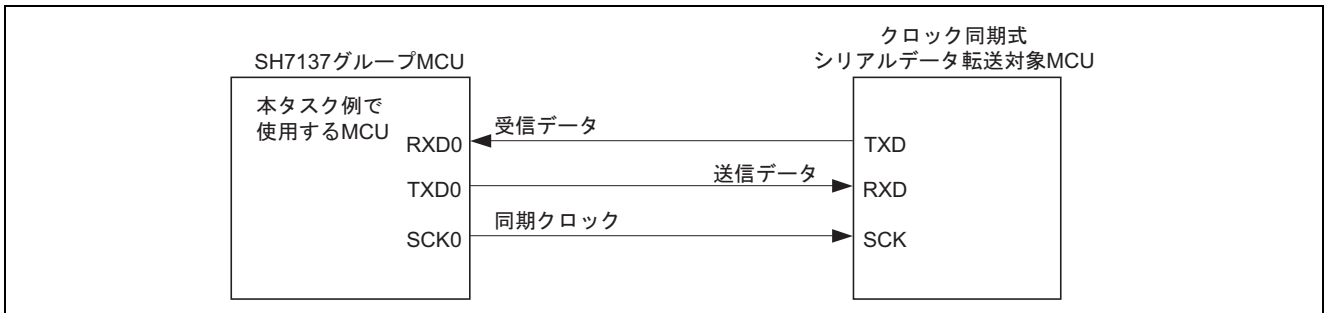 SH7137グループMCU
本タスク例で
使用するMCU
RXD0
TXD0
SCK0
受信データ
送信データ
同期クロック
クロック同期式
シリアルデータ転送対象MCU
TXD
RXD
SCK